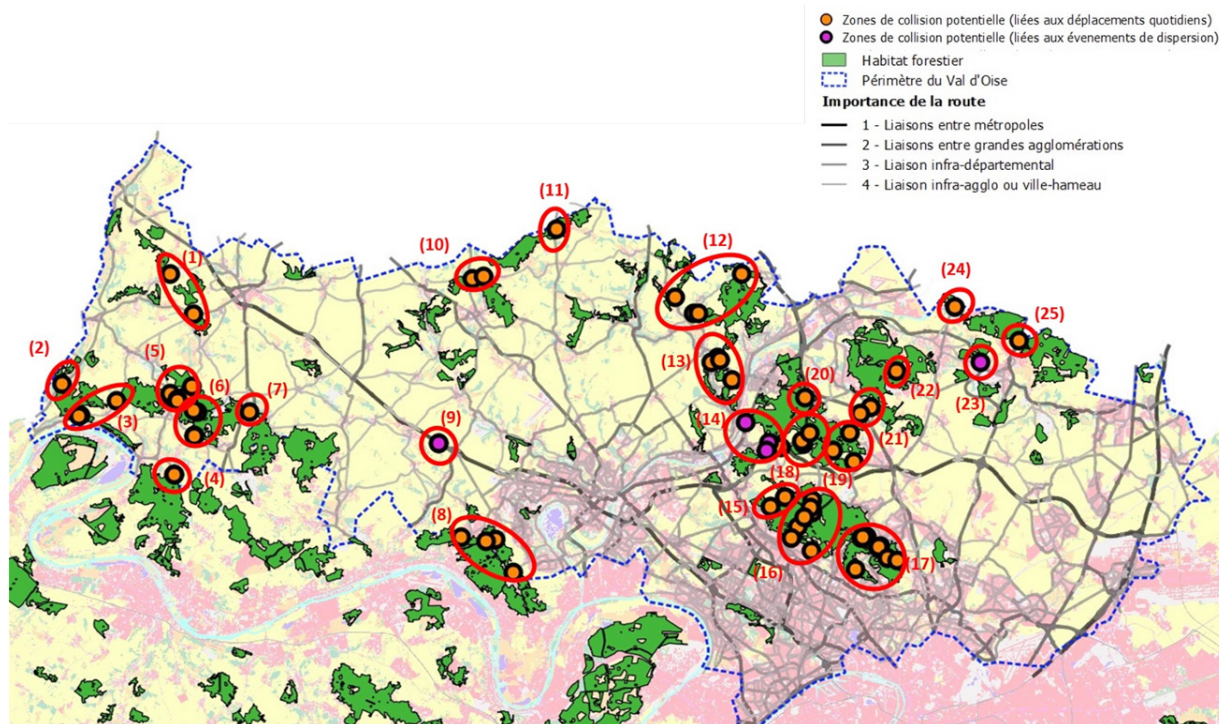 Zones de collision potentielle (liées aux déplacements quotidiens)
Zones de collision potentielle (liées aux évenements de dispersion)
Habitat forestier
Périmètre du Val d'Oise
Importance de la route
1 - Liaisons entre métropoles
2 - Liaisons entre grandes agglomérations
3 - Liaison infra-départemental
4 - Liaison infra-agglo ou ville-hameau
(11)
(12)
(10)
(1)
(24)
(25)
(2)
(5)
(13)
(6)
(7)
(20)
(22)
(3)
(23)
(9)
(14)
(21)
(4)
(18)
(19)
(8)
(15)
(17)
(16)